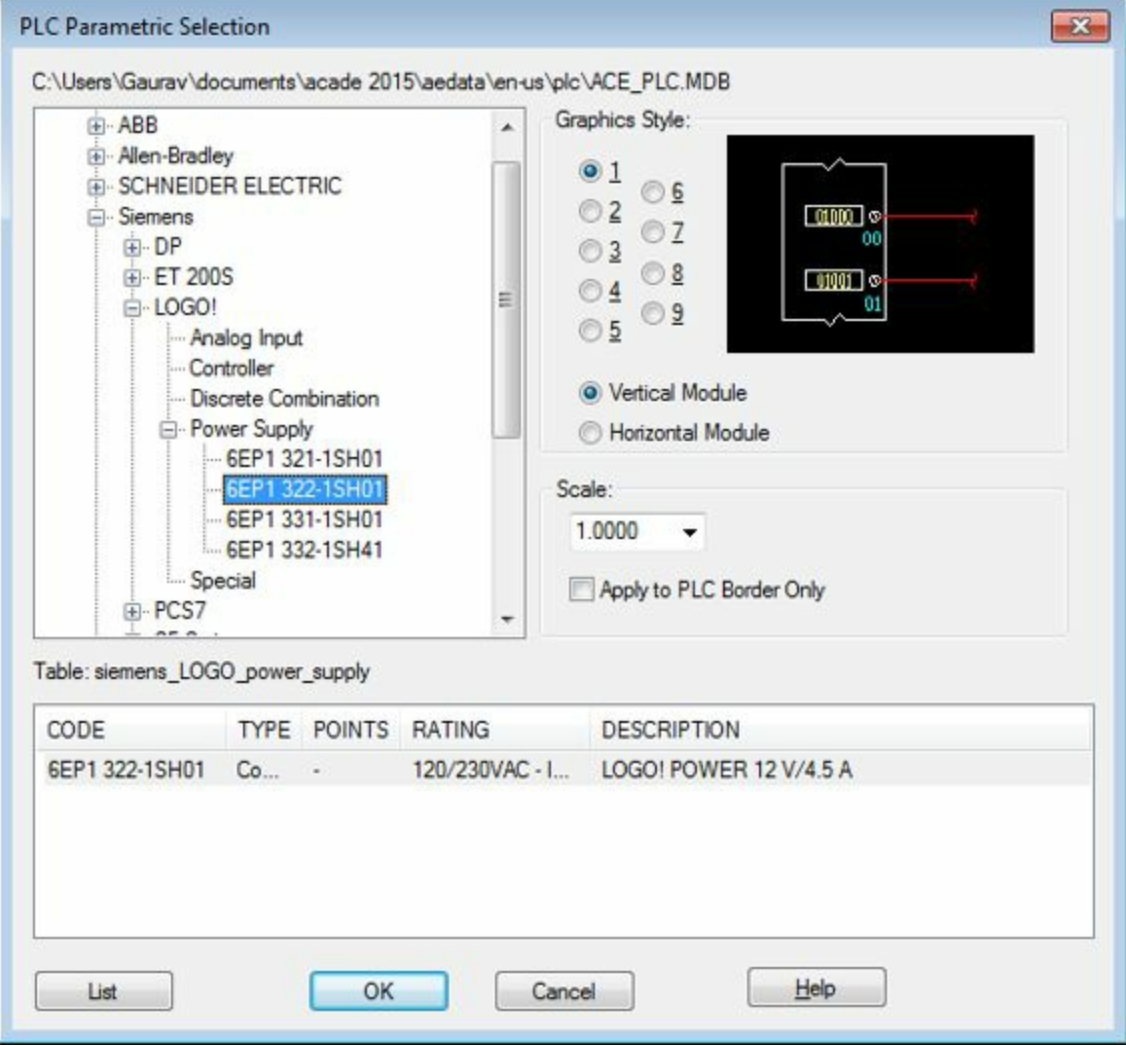 PLC Parametric Selection
C:\Users\Gaurav\documents\acade 2015\aedata\en-us\plc\ACE_PLC.MDB
ABB
Allen-Bradley
SCHNEIDER ELECTRIC
Siemens
DP
ET 200S
LOGO!
Analog Input
Controller
Discrete Combination
Power Supply
6EP1 321-1SH01
6EP1 322-1SH01
6EP1 331-1SH01
6EP1 332-1SH41
Special
PCS7
Graphics Style:
1
2
3
4
5
6
7
8
9
01000
00
01001
01
Vertical Module
Horizontal Module
Scale:
1.0000
Apply to PLC Border Only
Table: siemens_LOGO_power_supply
CODE TYPE POINTS RATING DESCRIPTION
6EP1 322-1SH01 Co... - 120/230VAC - I... LOGO! POWER 12 V/4.5 A
List OK Cancel Help